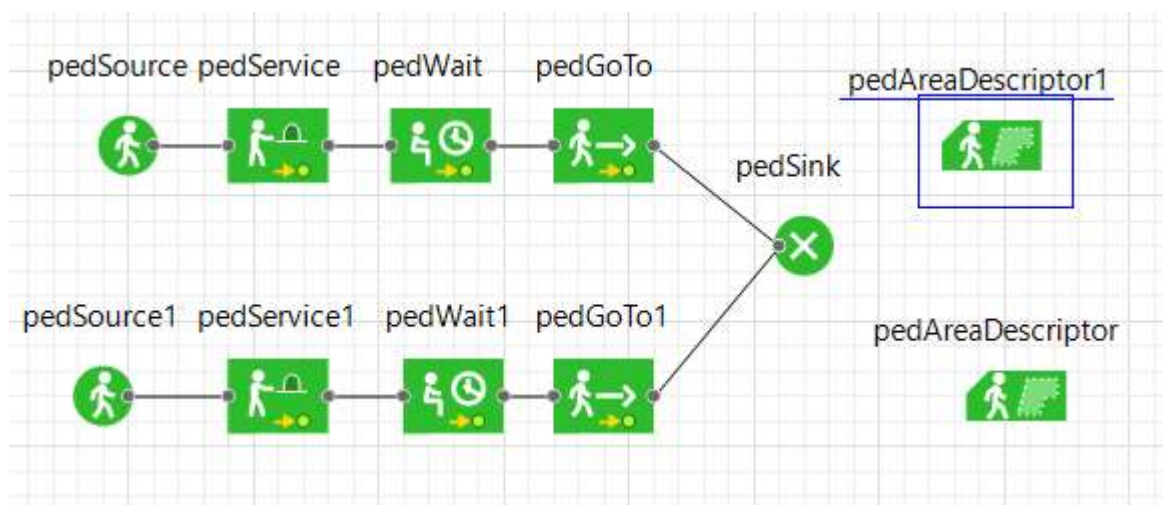 pedSource pedService pedWait pedGoTo
pedAreaDescriptor1
pedSink
pedSource1 pedService1 pedWait1 pedGoTo1
pedAreaDescriptor